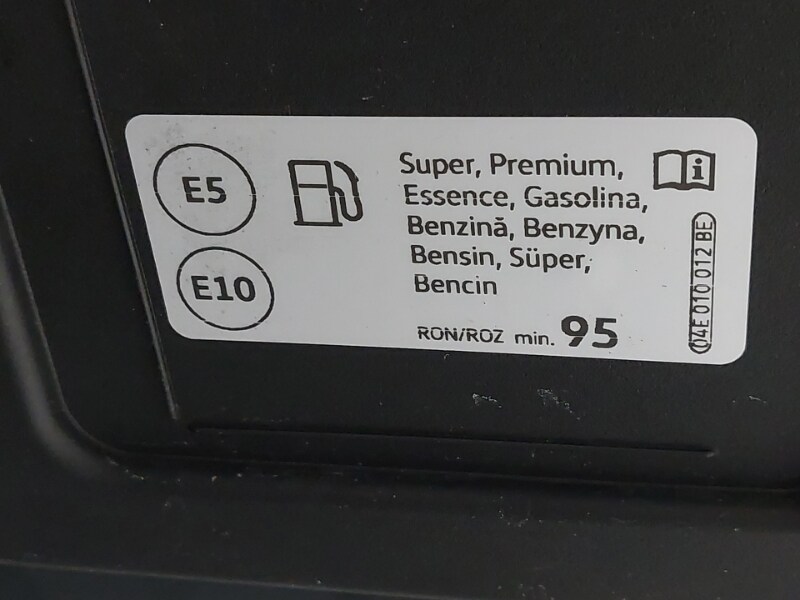 E5
E10
Super, Premium,
Essence, Gasolina,
Benzină, Benzyna,
Bensin, Süper,
Bencin
RON/ROZ min. 95
i
04E 010 012 BE